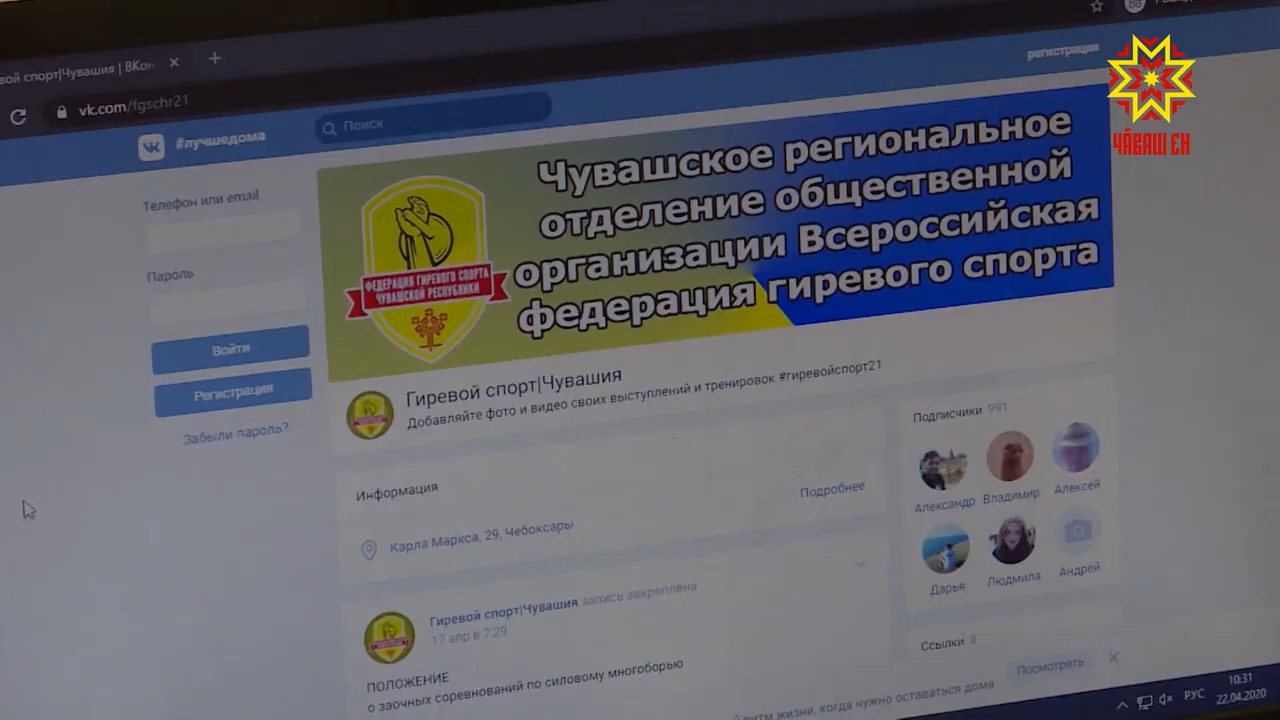 вой спорт|Чувашия | ВКон
vk.com/fgschr21
#лучшедома
Поиск
регистрация
ЧӐВАШ ЕН
Телефон или email
Пароль
Войти
Регистрация
Забыли пароль?
Чувашское региональное
отделение общественной
организации Всероссийская
федерация гиревого спорта
ФЕДЕРАЦИЯ ГИРЕВОГО СПОРТА
ЧУВАШСКОЙ РЕСПУБЛИКИ
Гиревой спорт|Чувашия
Добавляйте фото и видео своих выступлений и тренировок #гиревойспорт21
Информация
Подробнее
Карла Маркса, 29, Чебоксары
Гиревой спорт|Чувашия запись закреплена
17 апр в 7:29
ПОЛОЖЕНИЕ
о заочных соревнований по силовому многоборью
Подписчики 991
Александр Владимир Алексей
Дарья Людмила Андрей
Ссылки 8
ритм жизни, когда нужно оставаться дома
Посмотреть
РУС
10:31
22.04.2020